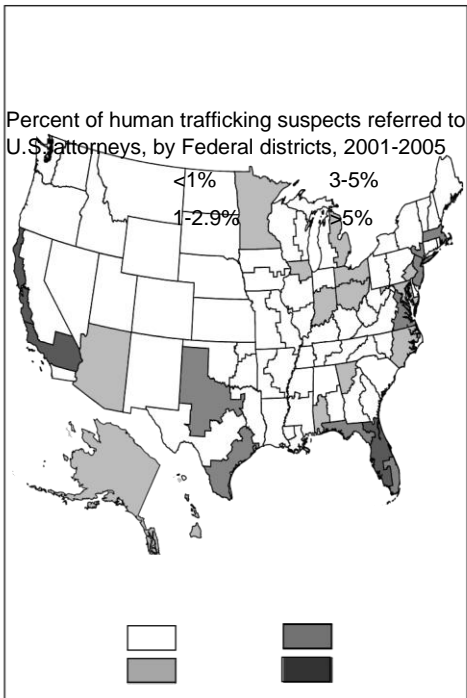 Percent of human trafficking suspects referred to
U.S. attorneys, by Federal districts, 2001-2005
<1% 3-5%
1-2.9% >5%